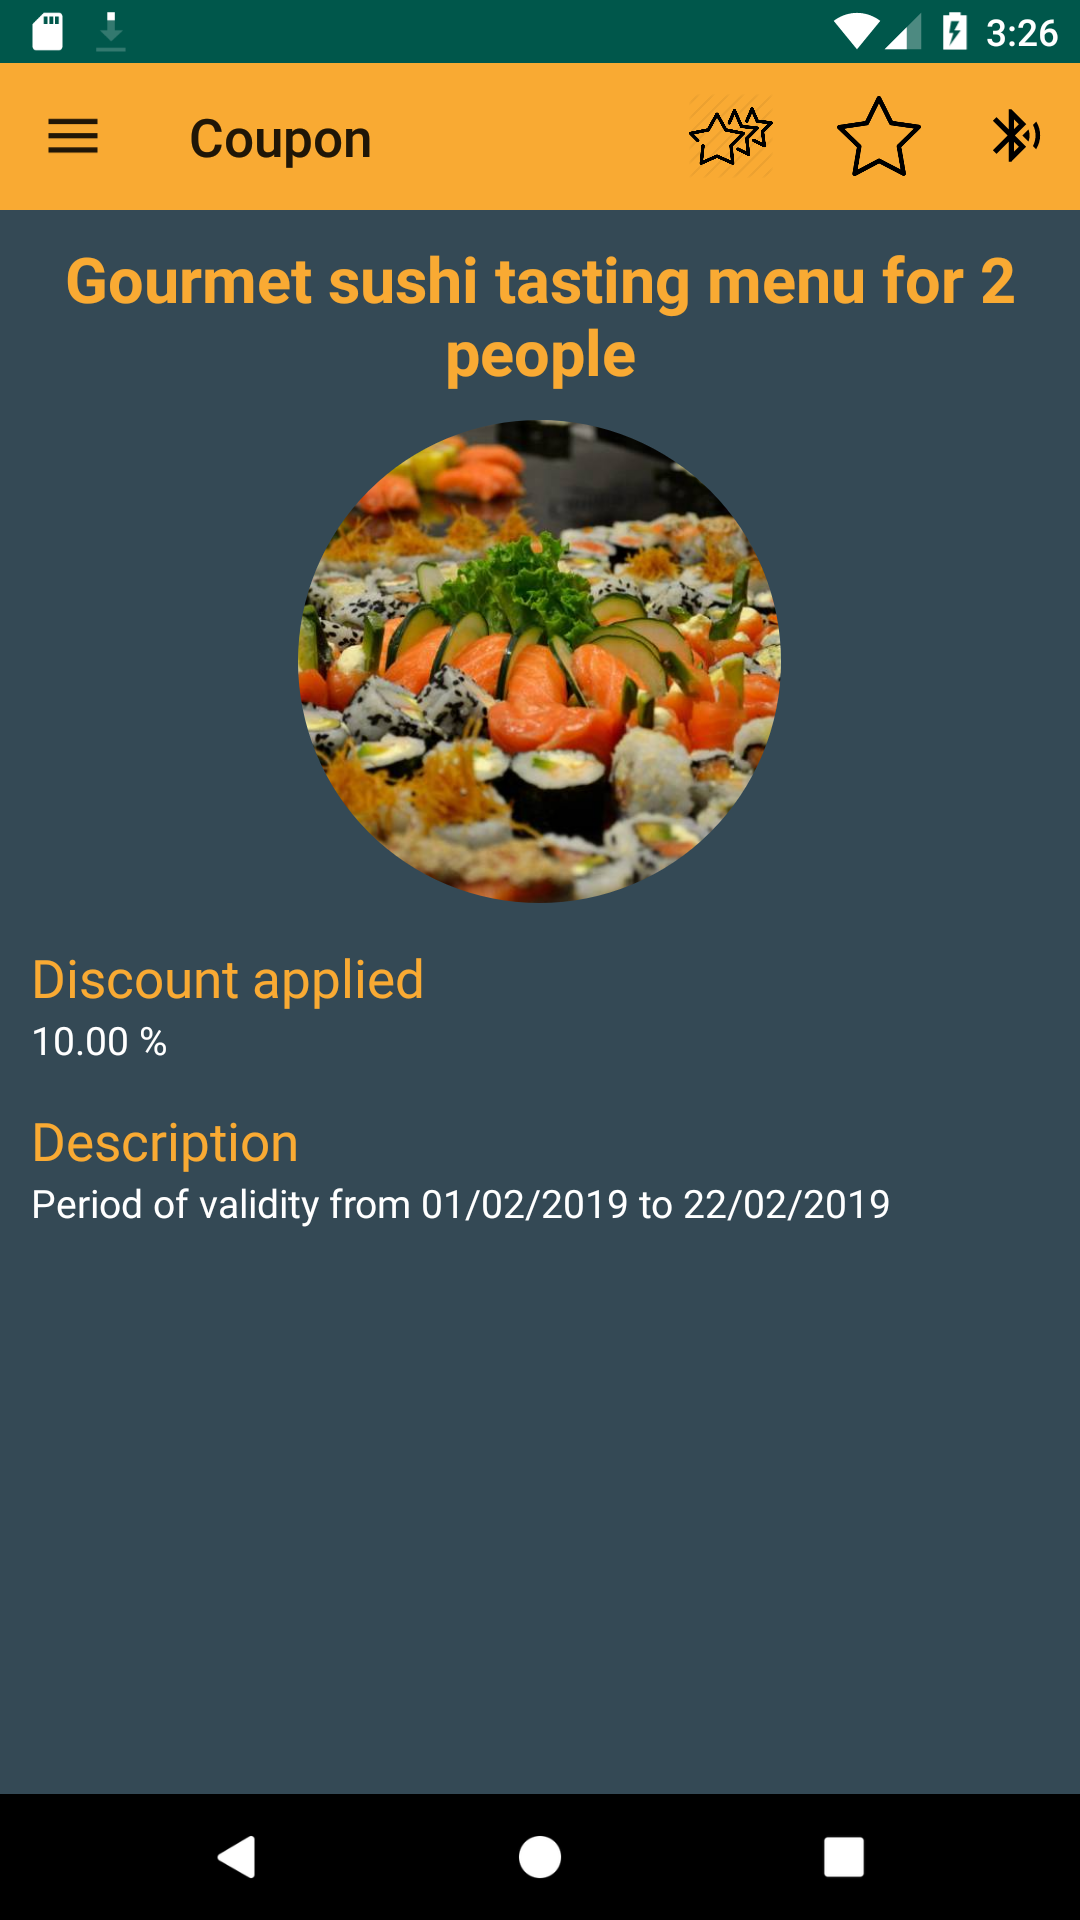 3:26
Coupon
Gourmet sushi tasting menu for 2
people
Discount applied
10.00 %
Description
Period of validity from 01/02/2019 to 22/02/2019